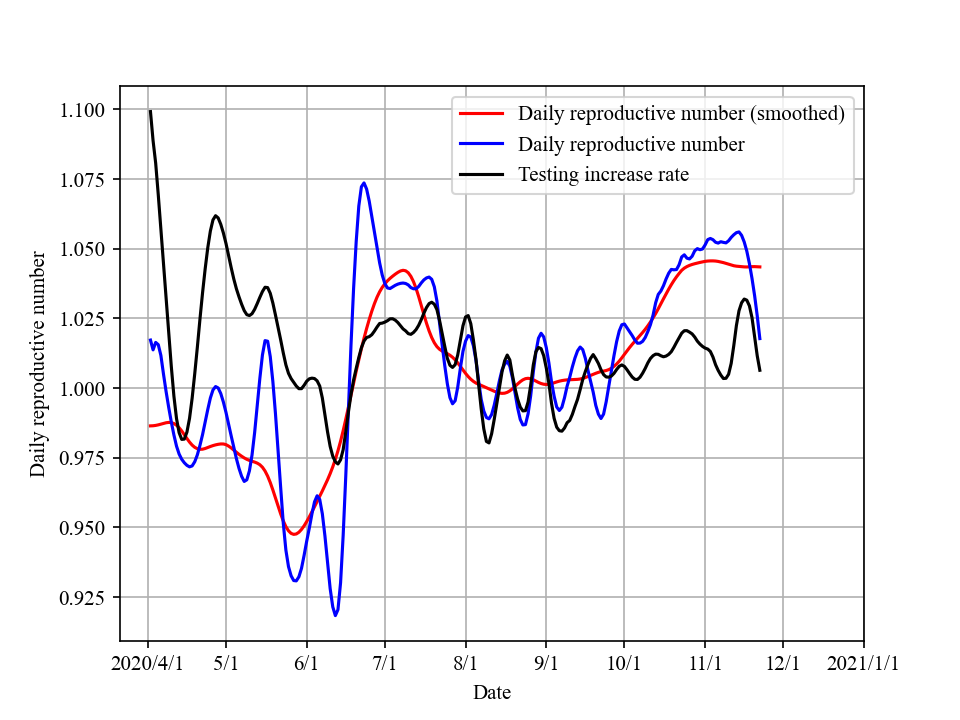 1.100
1.075
1.050
1.025
1.000
0.975
0.950
0.925
Daily reproductive number
Daily reproductive number (smoothed)
Daily reproductive number
Testing increase rate
2020/4/1 5/1 6/1 7/1 8/1 9/1 10/1 11/1 12/1 2021/1/1
Date